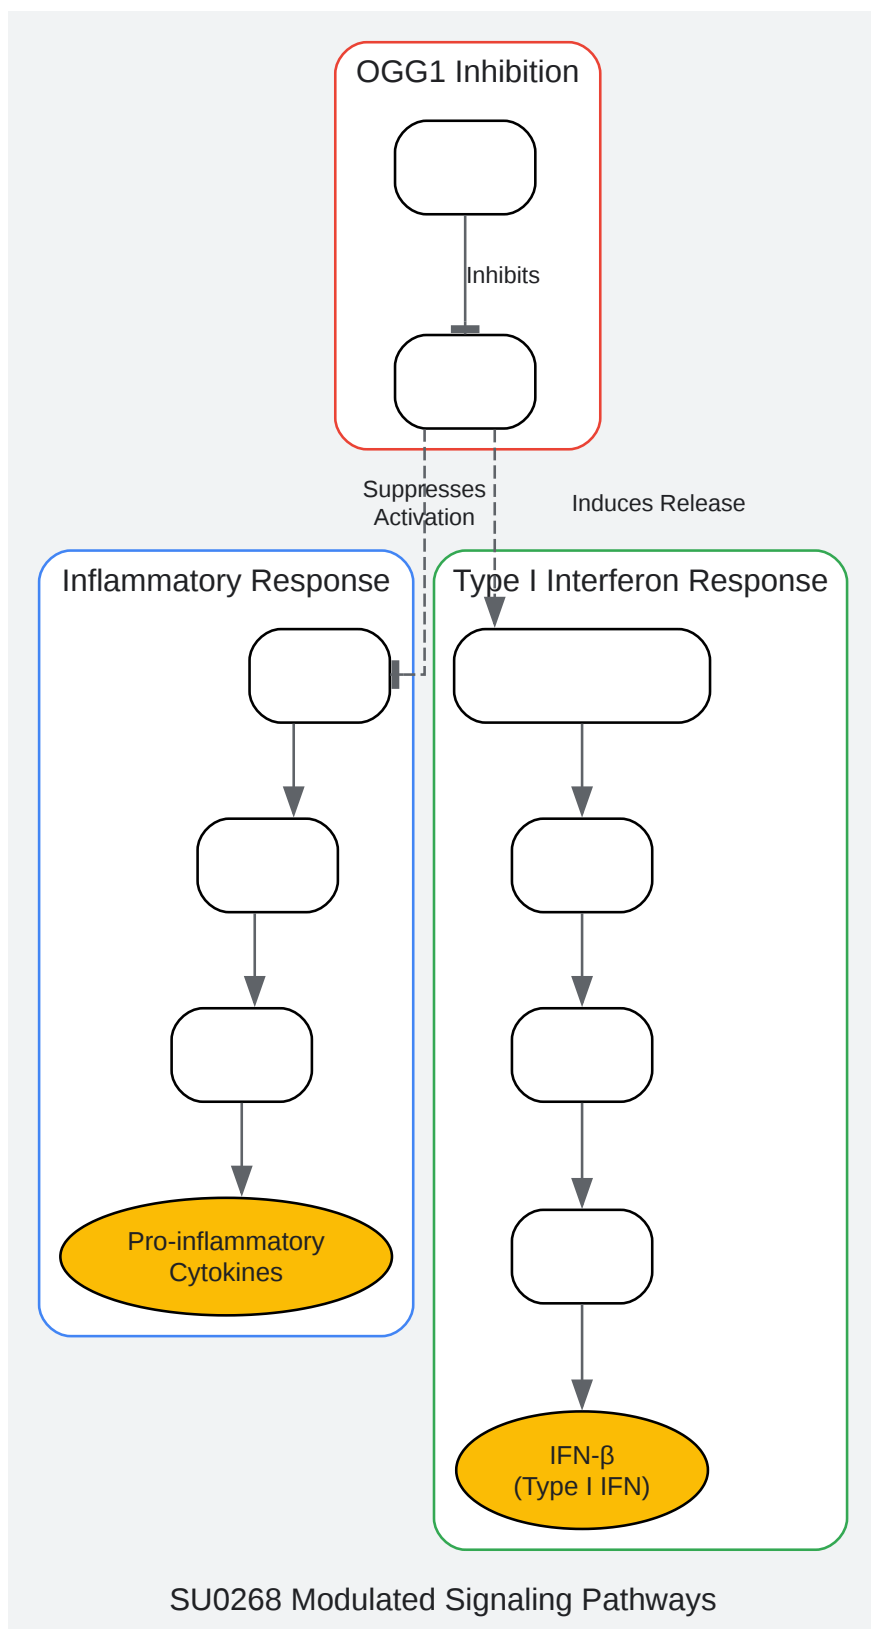 OGG1 Inhibition
Inhibits
Suppresses
Activation
Induces Release
Inflammatory Response
Type I Interferon Response
Pro-inflammatory
Cytokines
IFN-β
(Type I IFN)
SU0268 Modulated Signaling Pathways